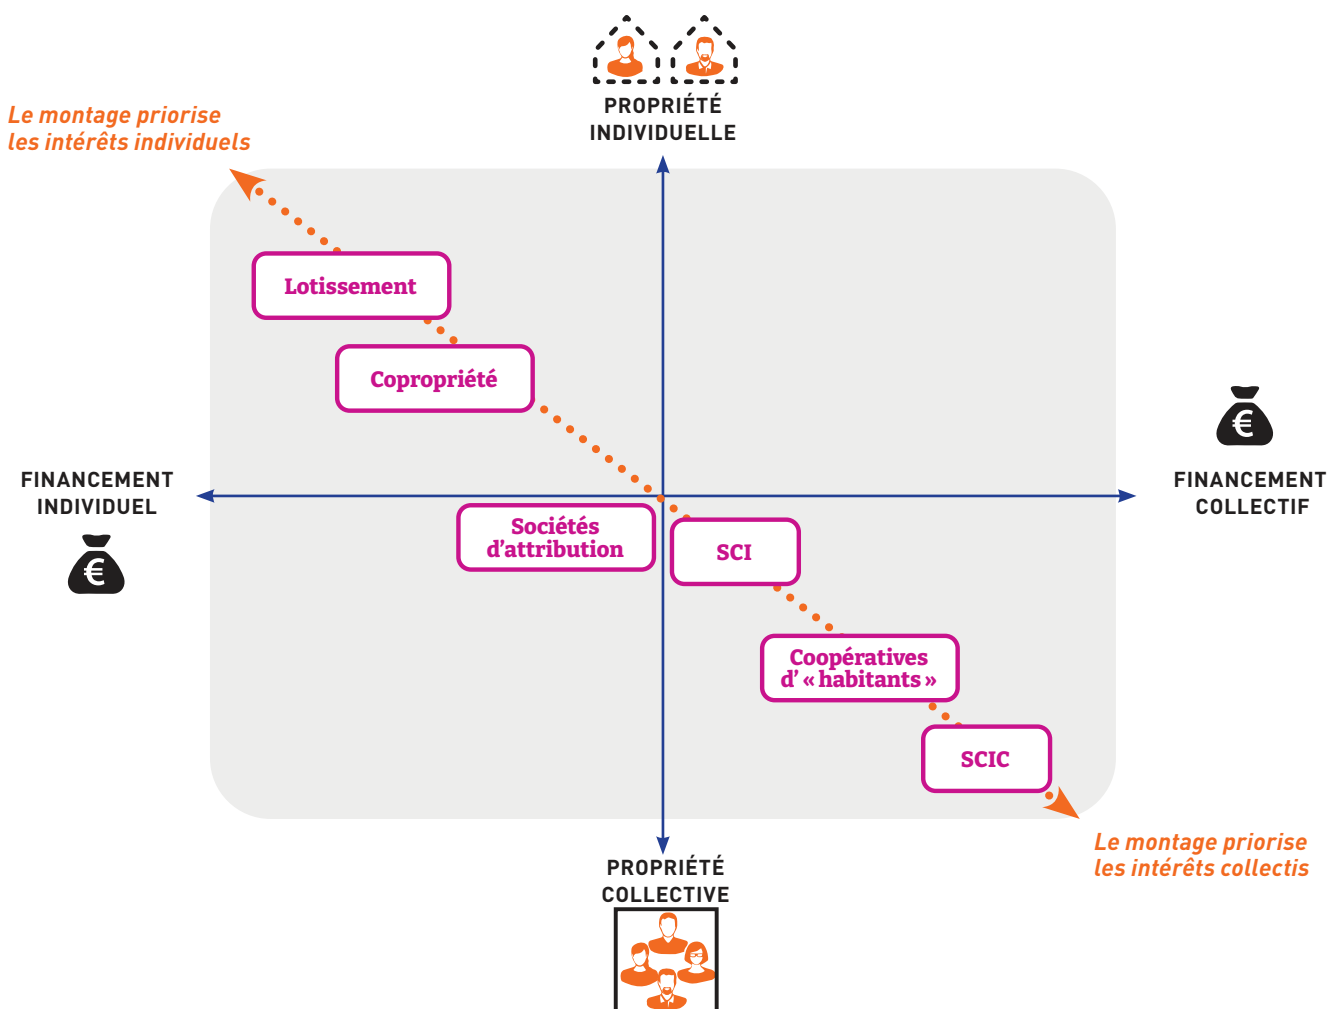 PROPRIÉTÉ
INDIVIDUELLE
Le montage priorise
les intérêts individuels
Lotissement
Copropriété
FINANCEMENT
INDIVIDUEL
€
€
FINANCEMENT
COLLECTIF
Sociétés
d'attribution
SCI
Coopératives
d' « habitants »
SCIC
Le montage priorise
les intérêts collectis
PROPRIÉTÉ
COLLECTIVE